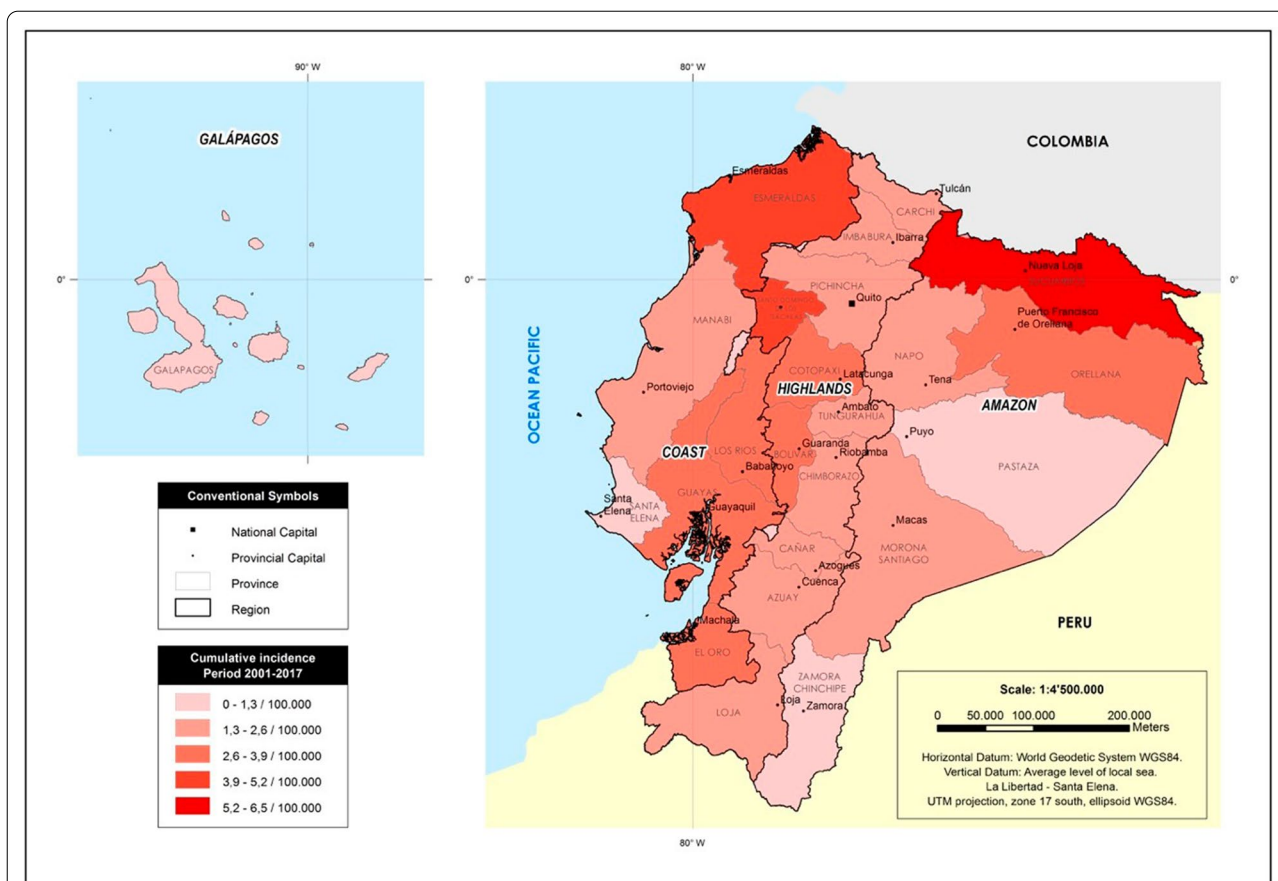 90° W
80° W
GALÁPAGOS
COLOMBIA
Esmeraldas
ESMERALDAS
Tulcán
CARCHI
IMBABURA
Ibarra
0°
Nueva Loja
0°
PICHINCHA
Quito
GALAPAGOS
OCEAN PACIFIC
MANABI
Puerto Francisco
de Orellana
NAPO
COTOPAXI
Latacunga
ORELLANA
HIGHLANDS
Tena
Portoviejo
AMAZON
Ambato
TUNGURAHUA
Puyo
COAST
LOS RIOS
Guaranda
BOLIVAR
Riobamba
PASTAZA
Babahoyo
CHIMBORAZO
GUAYAS
Santa
Elena
SANTA
ELENA
Guayaquil
Macas
CAÑAR
MORONA
SANTIAGO
Azogues
Cuenca
AZUAY
Machala
PERU
EL ORO
ZAMORA
CHINCHIPE
LOJA
Loja
Zamora
80° W
Conventional Symbols
National Capital
Provincial Capital
Province
Region
Cumulative incidence
Period 2001-2017
0 - 1,3 / 100.000
1,3 - 2,6 / 100.000
2,6 - 3,9 / 100.000
3,9 - 5,2 / 100.000
5,2 - 6,5 / 100.000
Scale: 1:4'500.000
0 50.000 100.000 200.000
Meters
Horizontal Datum: World Geodetic System WGS84.
Vertical Datum: Average level of local sea.
La Libertad - Santa Elena.
UTM projection, zone 17 south, ellipsoid WGS84.